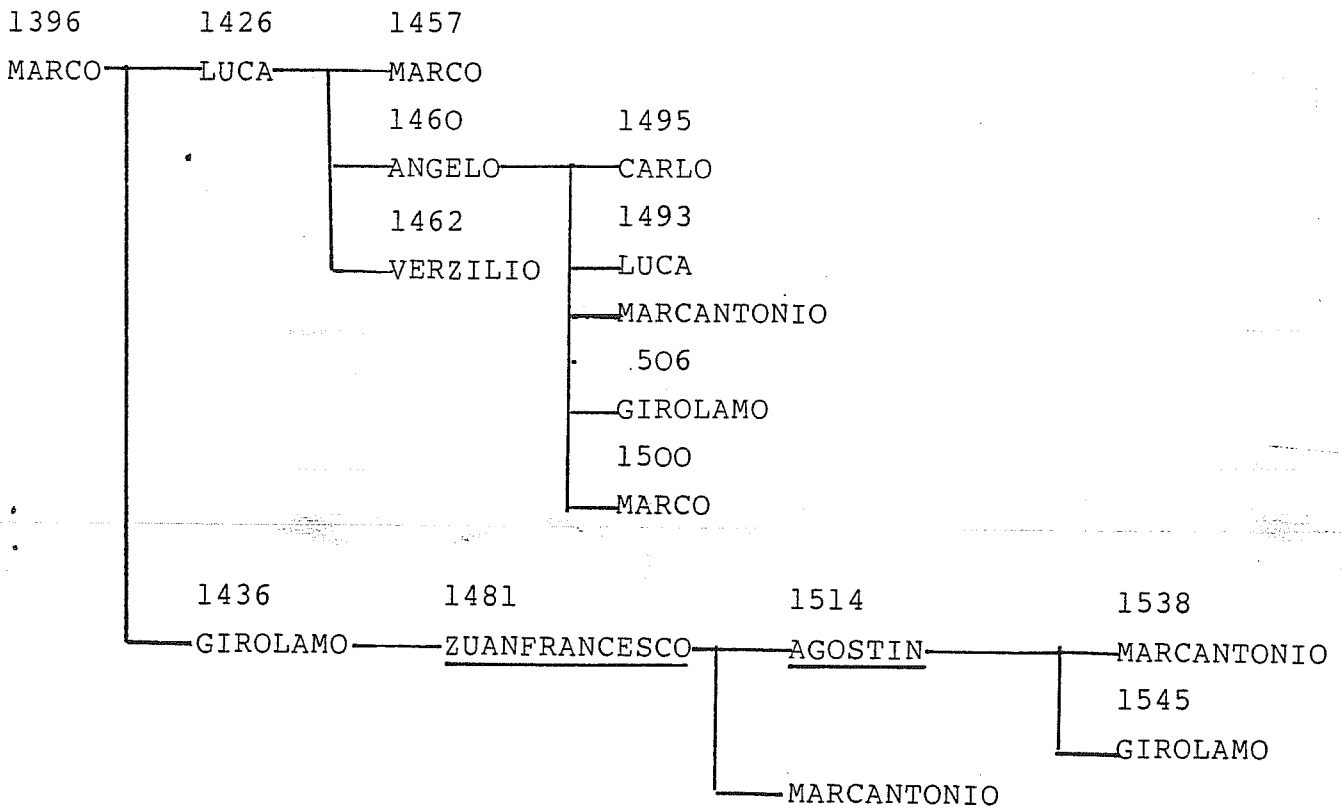 1396 1426 1457
MARCO LUCA MARCO
1460 1495
ANGELO CARLO
1462 1493
VERZILIO LUCA
MARCANTONIO
.506
GIROLAMO
1500
MARCO
1436 1481 1514 1538
GIROLAMO ZUANFRANCESCO AGOSTIN MARCANTONIO
1545
GIROLAMO
MARCANTONIO